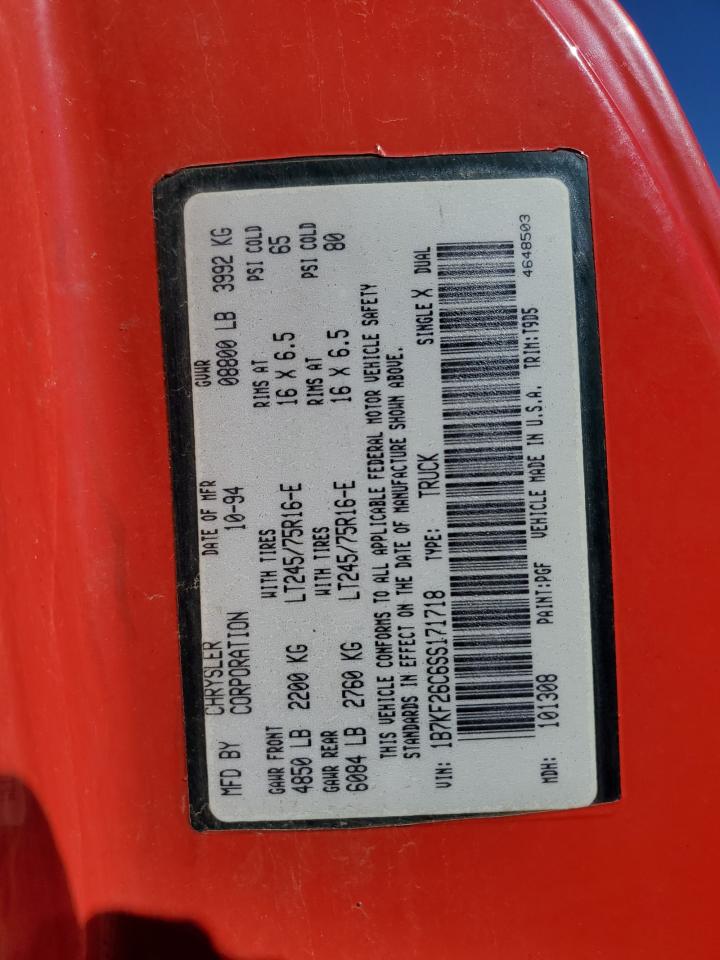 MFD BY CHRYSLER CORPORATION DATE OF MFR 10-94 GVWR 08800 LB 3992 KG
GAWR FRONT WITH TIRES RIMS AT PSI COLD
4850 LB 2200 KG LT245/75R16-E 16 X 6.5 65
GAWR REAR WITH TIRES RIMS AT PSI COLD
6084 LB 2760 KG LT245/75R16-E 16 X 6.5 80
THIS VEHICLE CONFORMS TO ALL APPLICABLE FEDERAL MOTOR VEHICLE SAFETY
STANDARDS IN EFFECT ON THE DATE OF MANUFACTURE SHOWN ABOVE.
VIN: 1B7KF26C6SS171718 TYPE: TRUCK SINGLE X DUAL
MDH: 101308 PAINT:PGF VEHICLE MADE IN U.S.A. TRIM:T9D5
4648503